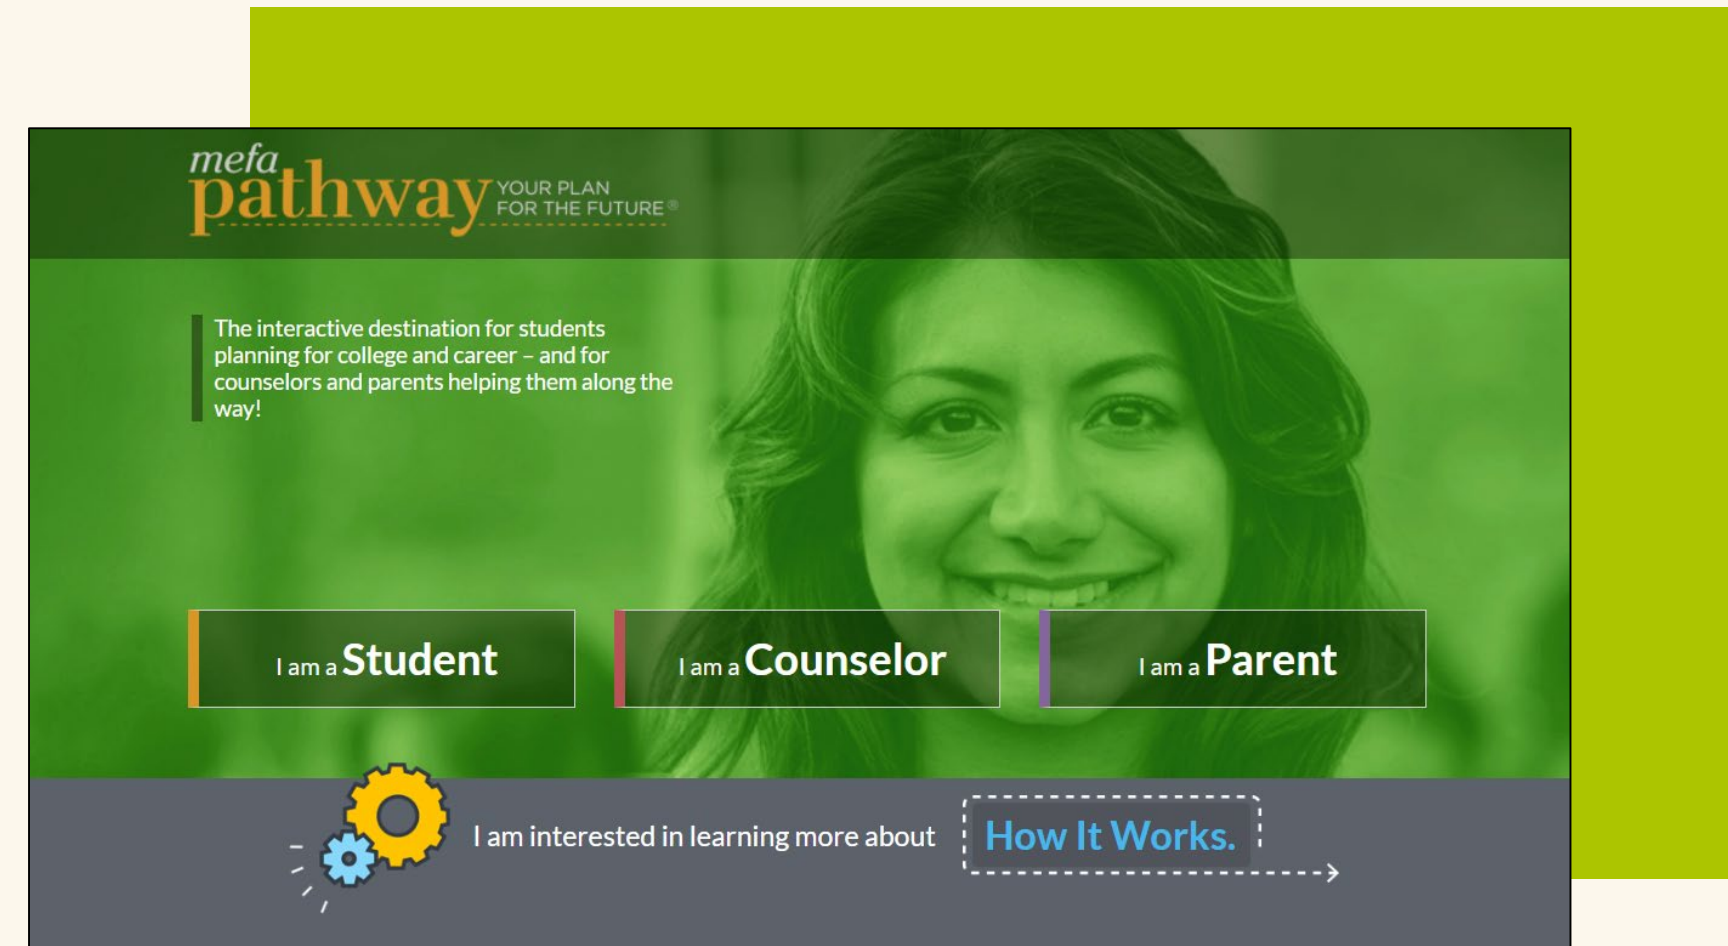 mefa
pathway YOUR PLAN
FOR THE FUTURE®
The interactive destination for students
planning for college and career – and for
counselors and parents helping them along the
way!
I am a Student
I am a Counselor
I am a Parent
I am interested in learning more about How It Works.